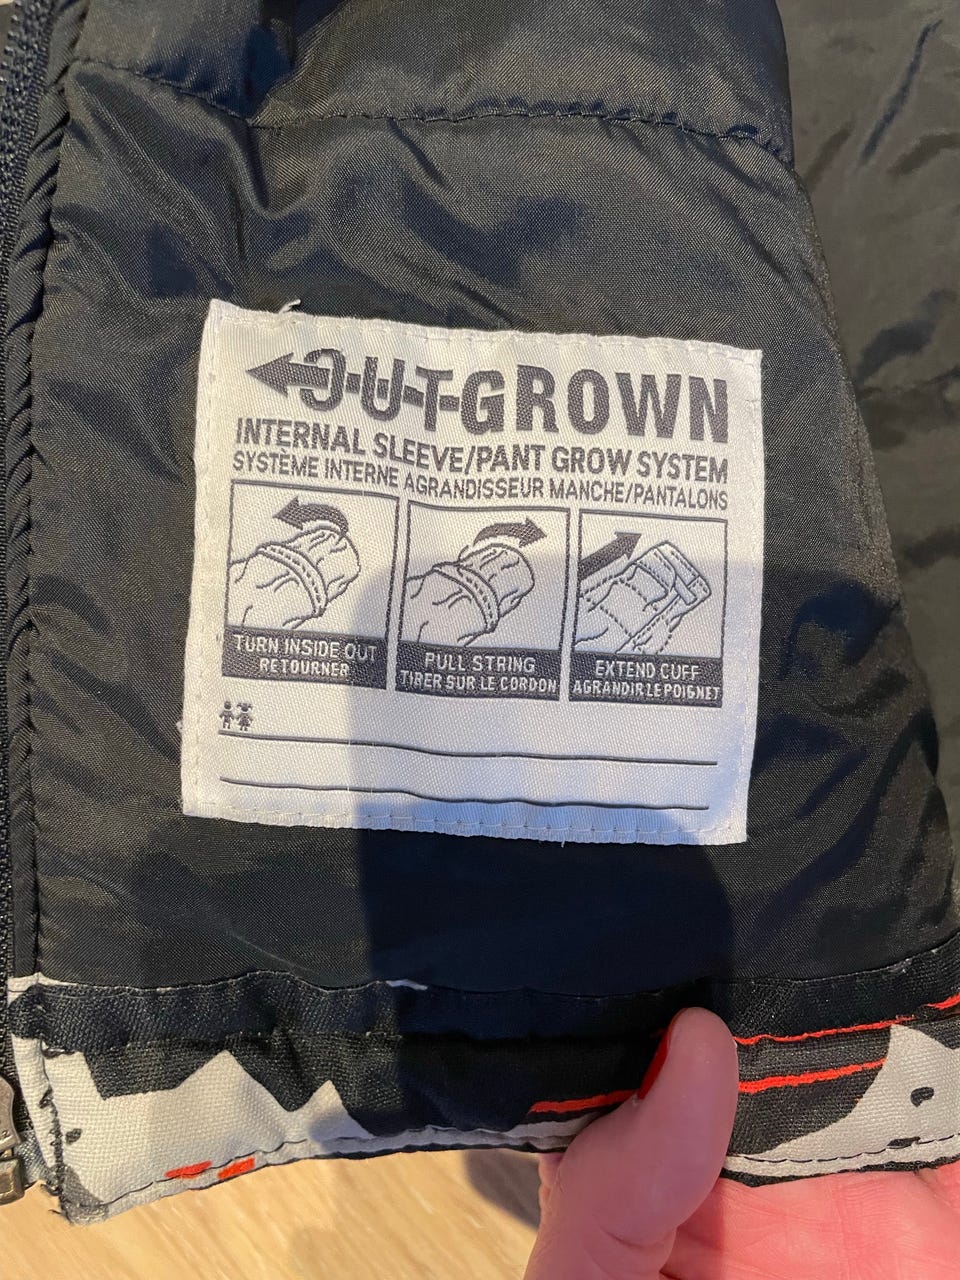 OUTGROWN
INTERNAL SLEEVE/PANT GROW SYSTEM
SYSTÈME INTERNE AGRANDISSEUR MANCHE/PANTALONS
TURN INSIDE OUT
RETOURNER
PULL STRING
TIRER SUR LE CORDON
EXTEND CUFF
AGRANDIR LE POIGNET